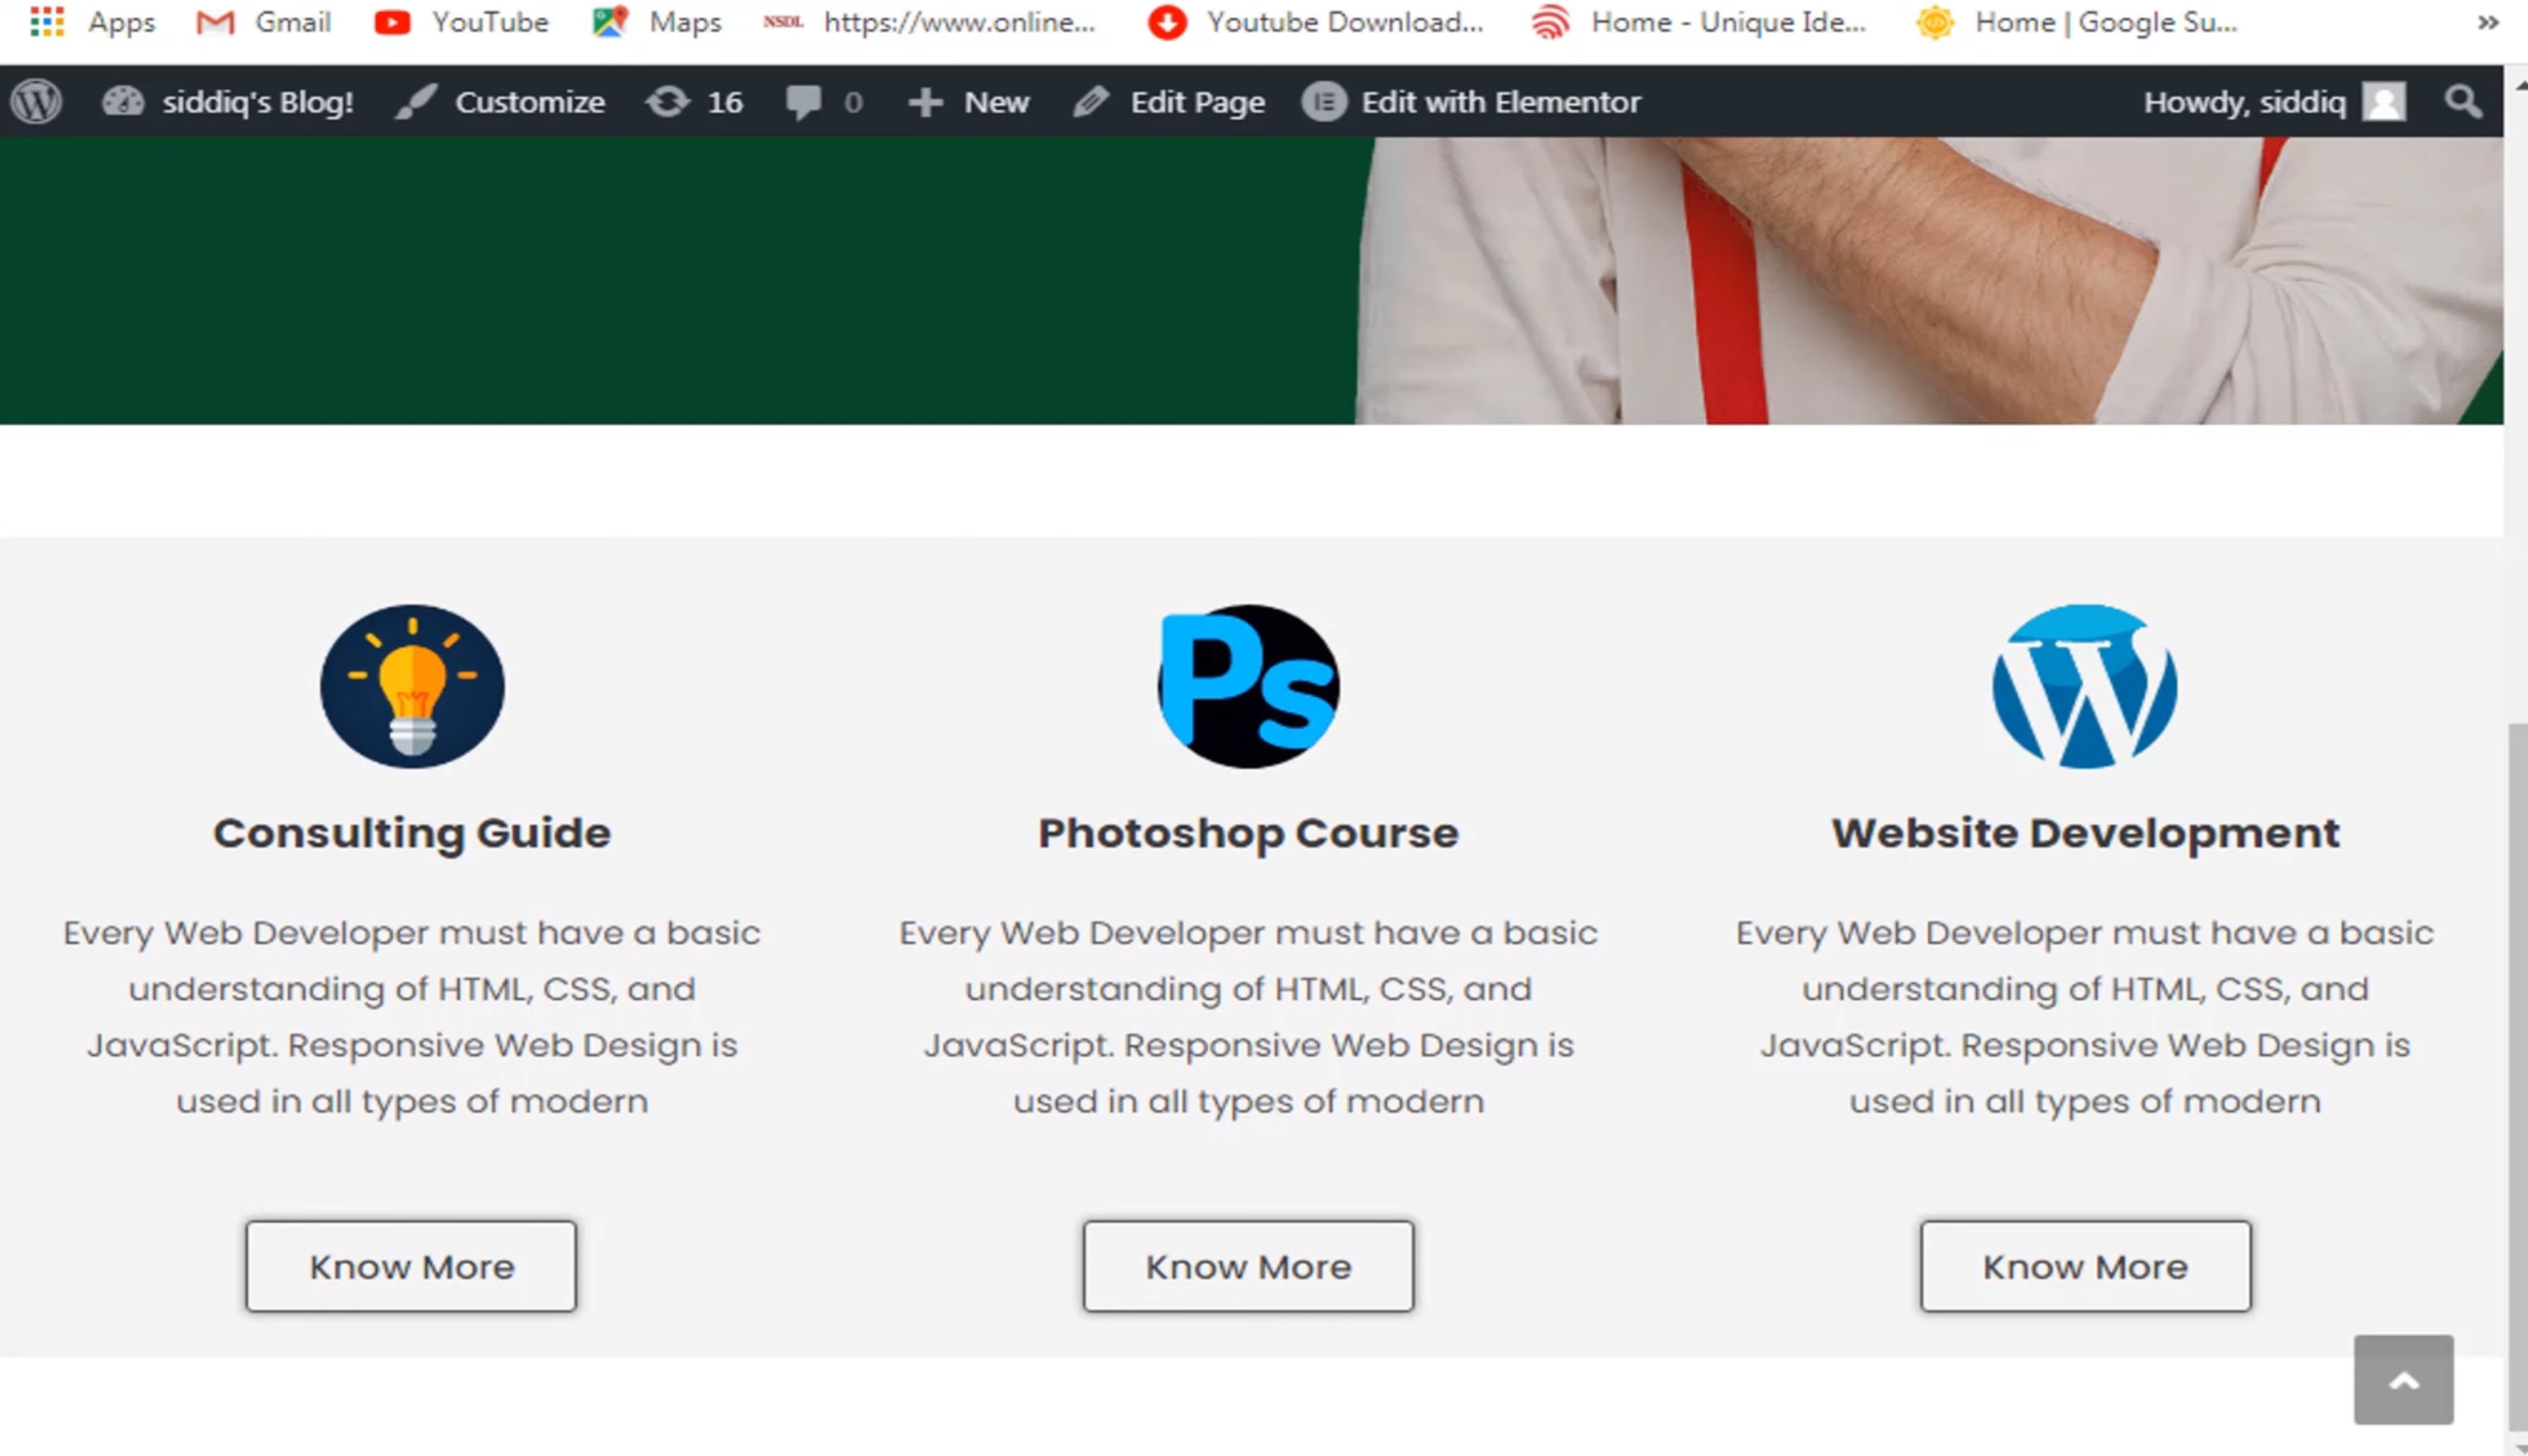 Apps Gmail YouTube Maps NSDL https://www.online... Youtube Download... Home - Unique Ide... Home | Google Su... »
siddiq's Blog! Customize 16 0 New Edit Page Edit with Elementor Howdy, siddiq
Ps
Consulting Guide
Every Web Developer must have a basic
understanding of HTML, CSS, and
JavaScript. Responsive Web Design is
used in all types of modern
Know More
Photoshop Course
Every Web Developer must have a basic
understanding of HTML, CSS, and
JavaScript. Responsive Web Design is
used in all types of modern
Know More
Website Development
Every Web Developer must have a basic
understanding of HTML, CSS, and
JavaScript. Responsive Web Design is
used in all types of modern
Know More